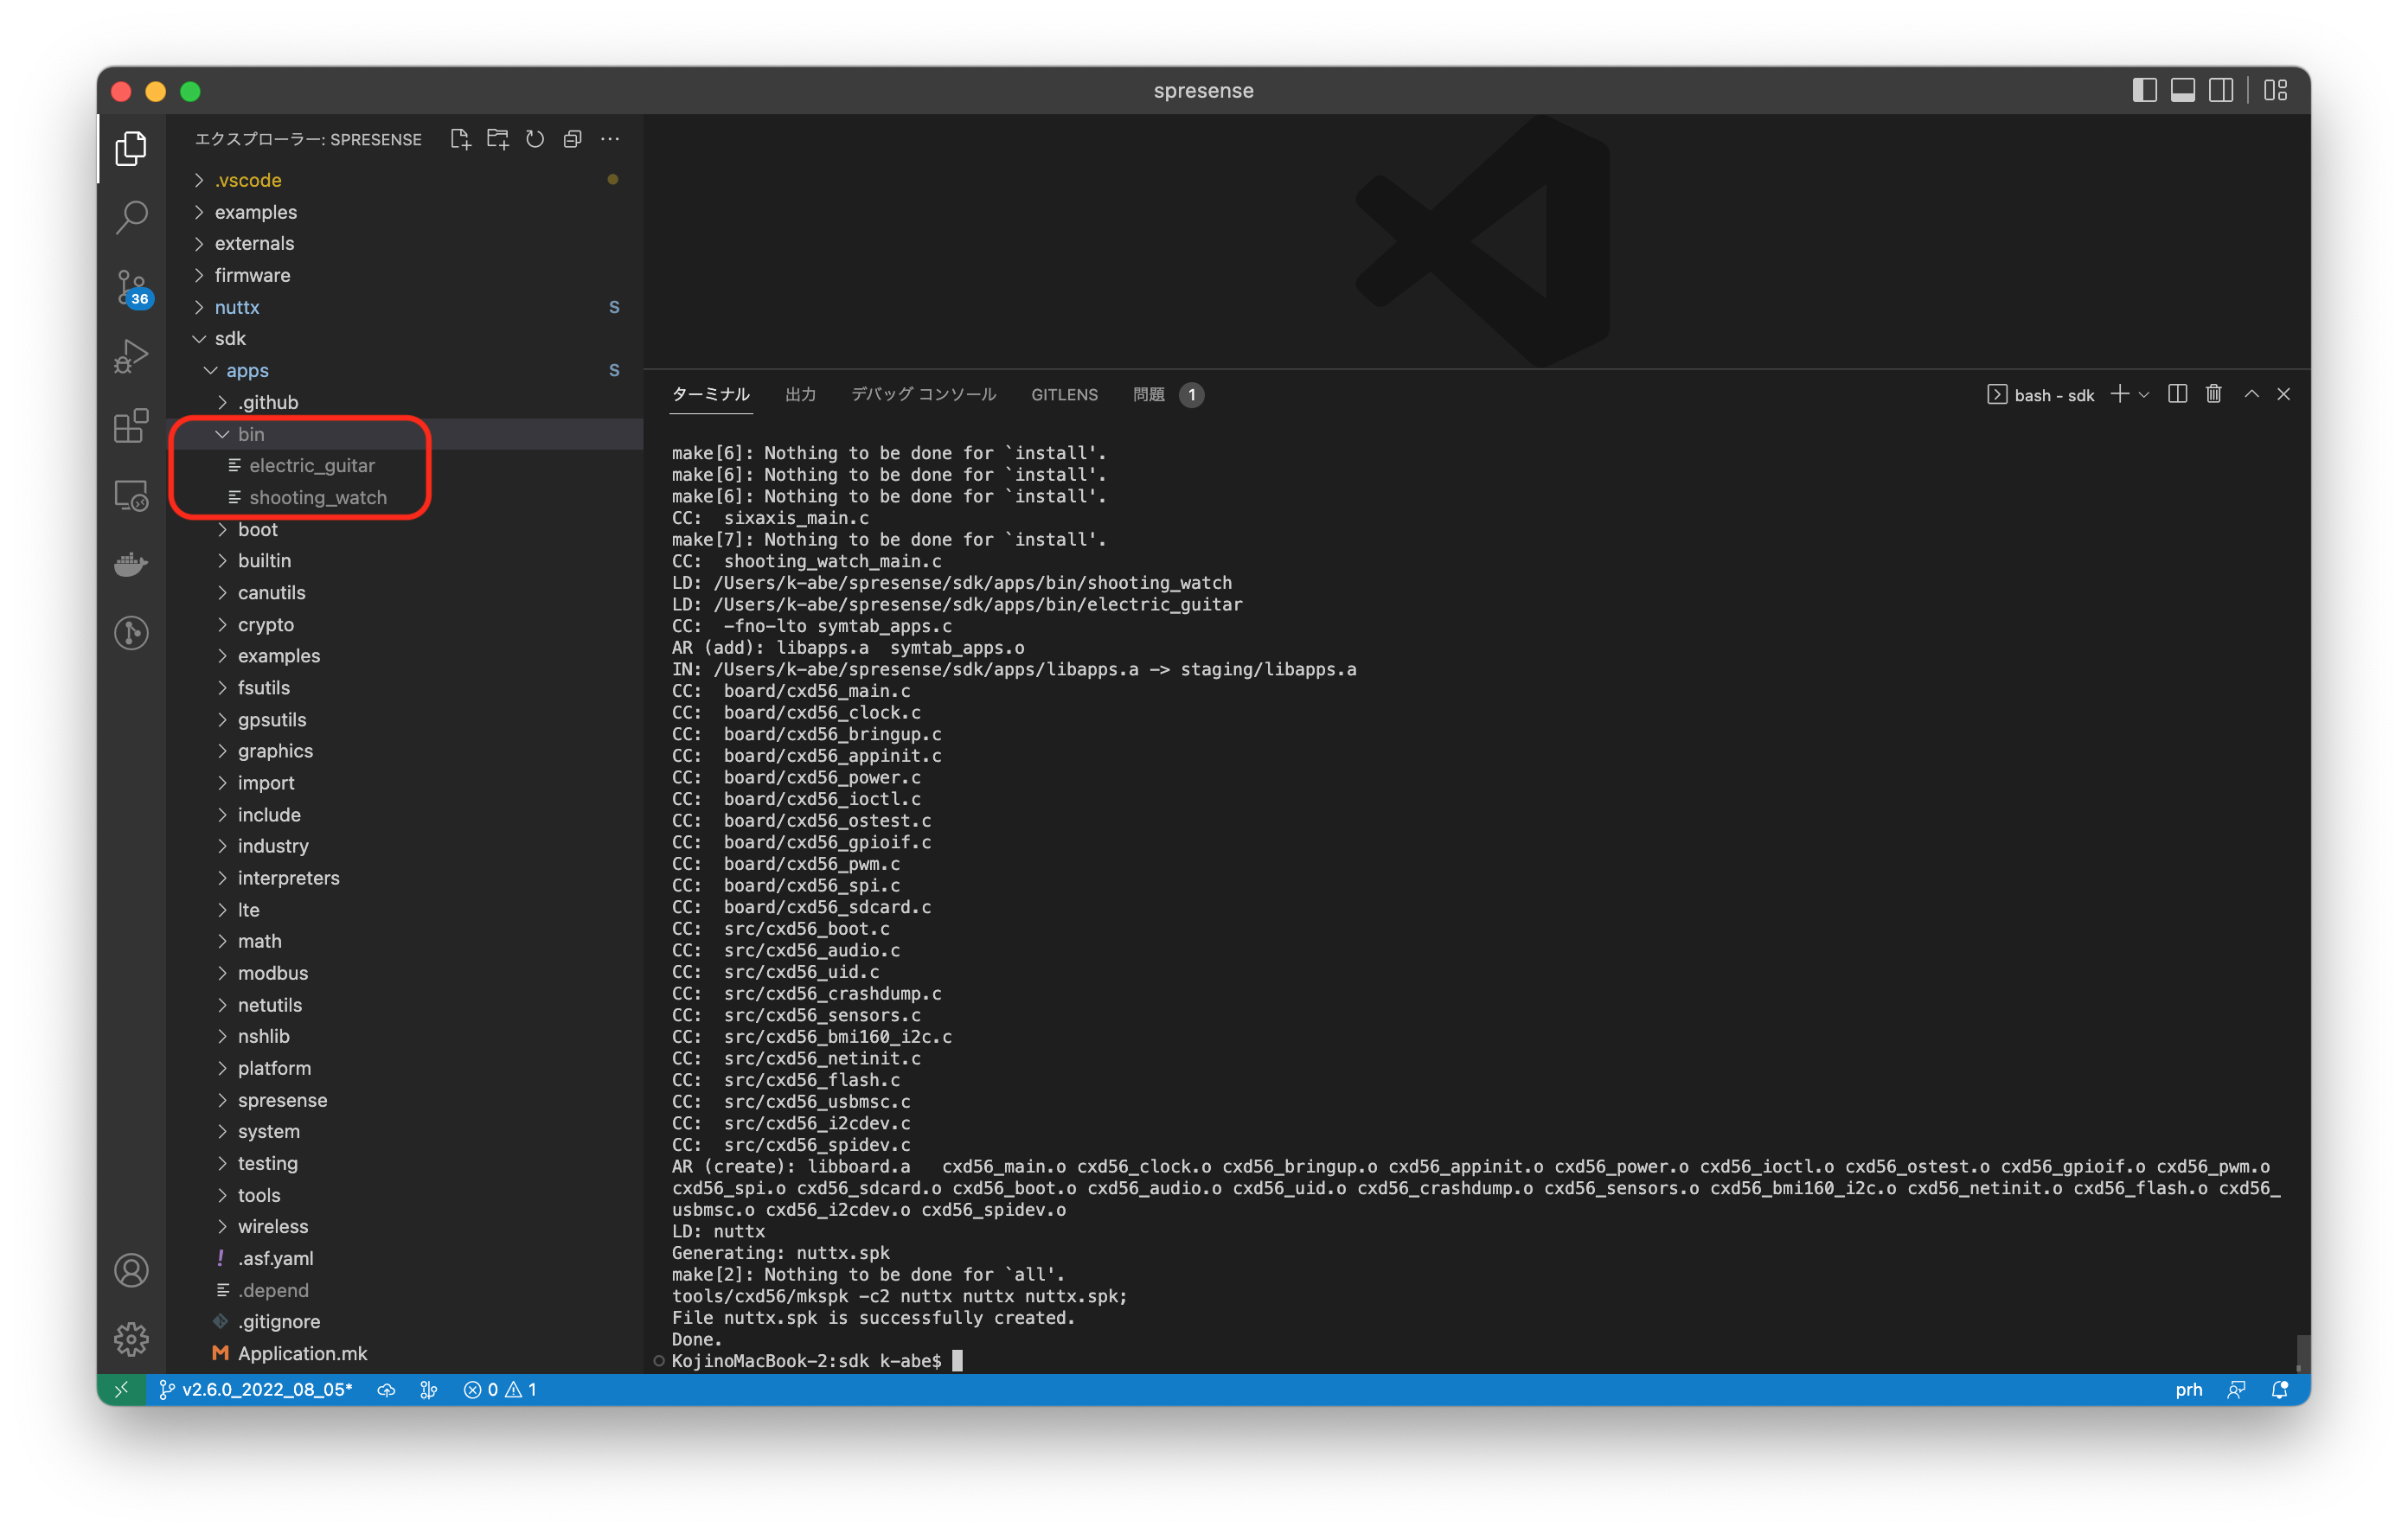 spresense
エクスプローラー: SPRESENSE
.vscode
examples
externals
firmware
nuttx S
sdk
apps S
.github
bin
electric_guitar
shooting_watch
boot
builtin
canutils
crypto
examples
fsutils
gpsutils
graphics
import
include
industry
interpreters
lte
math
modbus
netutils
nshlib
platform
spresense
system
testing
tools
wireless
! .asf.yaml
.depend
.gitignore
M Application.mk
36
ターミナル 出力 デバッグ コンソール GITLENS 問題 1
bash - sdk
make[6]: Nothing to be done for `install'.
make[6]: Nothing to be done for `install'.
make[6]: Nothing to be done for `install'.
CC:  sixaxis_main.c
make[7]: Nothing to be done for `install'.
CC:  shooting_watch_main.c
LD: /Users/k-abe/spresense/sdk/apps/bin/shooting_watch
LD: /Users/k-abe/spresense/sdk/apps/bin/electric_guitar
CC:  -fno-lto symtab_apps.c
AR (add): libapps.a  symtab_apps.o
IN: /Users/k-abe/spresense/sdk/apps/libapps.a -> staging/libapps.a
CC:  board/cxd56_main.c
CC:  board/cxd56_clock.c
CC:  board/cxd56_bringup.c
CC:  board/cxd56_appinit.c
CC:  board/cxd56_power.c
CC:  board/cxd56_ioctl.c
CC:  board/cxd56_ostest.c
CC:  board/cxd56_gpioif.c
CC:  board/cxd56_pwm.c
CC:  board/cxd56_spi.c
CC:  board/cxd56_sdcard.c
CC:  src/cxd56_boot.c
CC:  src/cxd56_audio.c
CC:  src/cxd56_uid.c
CC:  src/cxd56_crashdump.c
CC:  src/cxd56_sensors.c
CC:  src/cxd56_bmi160_i2c.c
CC:  src/cxd56_netinit.c
CC:  src/cxd56_flash.c
CC:  src/cxd56_usbmsc.c
CC:  src/cxd56_i2cdev.c
CC:  src/cxd56_spidev.c
AR (create): libboard.a   cxd56_main.o cxd56_clock.o cxd56_bringup.o cxd56_appinit.o cxd56_power.o cxd56_ioctl.o cxd56_ostest.o cxd56_gpioif.o cxd56_pwm.o
cxd56_spi.o cxd56_sdcard.o cxd56_boot.o cxd56_audio.o cxd56_uid.o cxd56_crashdump.o cxd56_sensors.o cxd56_bmi160_i2c.o cxd56_netinit.o cxd56_flash.o cxd56_
usbmsc.o cxd56_i2cdev.o cxd56_spidev.o
LD: nuttx
Generating: nuttx.spk
make[2]: Nothing to be done for `all'.
tools/cxd56/mkspk -c2 nuttx nuttx nuttx.spk;
File nuttx.spk is successfully created.
Done.
KojinoMacBook-2:sdk k-abe$
v2.6.0_2022_08_05* 0 1 prh